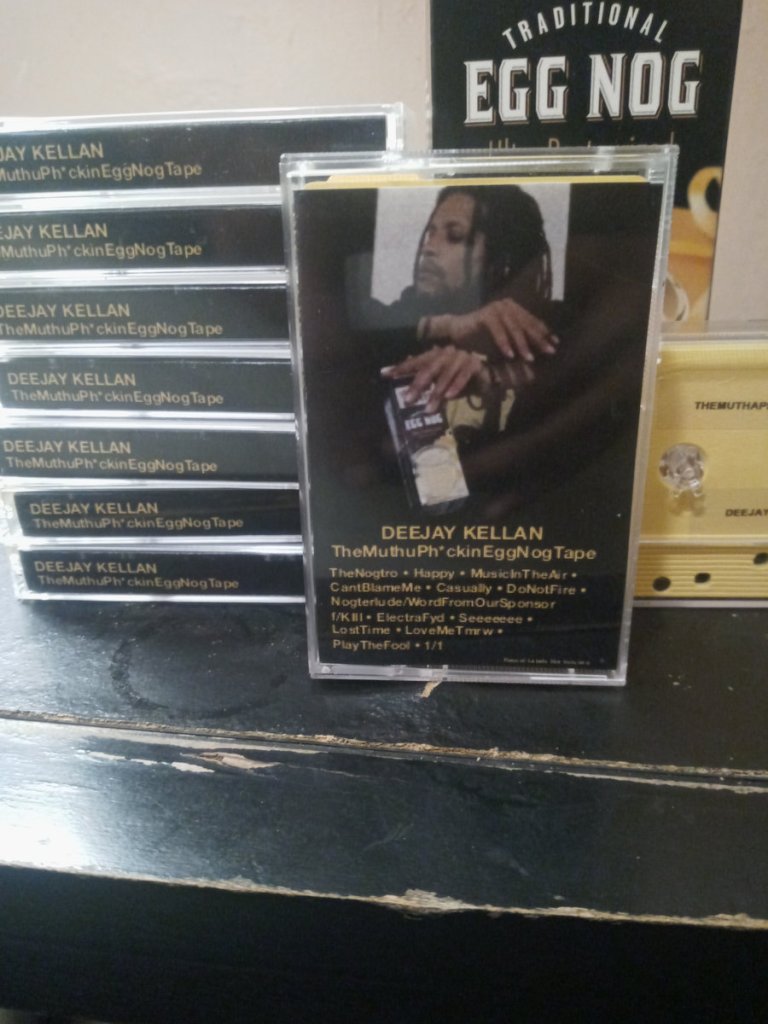 TRADITIONAL
EGG NOG
JAY KELLAN
MuthuPh*ckinEggNogTape
EJAY KELLAN
MuthuPh*ckinEggNogTape
DEEJAY KELLAN
TheMuthuPh*ckinEggNogTape
DEEJAY KELLAN
TheMuthuPh*ckinEggNogTape
DEEJAY KELLAN
TheMuthuPh*ckinEggNogTape
DEEJAY KELLAN
TheMuthuPh*ckinEggNogTape
DEEJAY KELLAN
TheMuthuPh*ckinEggNogTape
EGG NOG
DEEJAY KELLAN
TheMuthuPh*ckinEggNogTape
TheNogtro • Happy • MusicInTheAir •
CantBlameMe • Casually • DoNotFire •
Nogterlude/WordFromOurSponsor
f/Kill • ElectraFyd • Seeeeeee •
LostTime • LoveMeTmrw •
PlayTheFool • 1/1
THEMUTHAP
DEEJAY